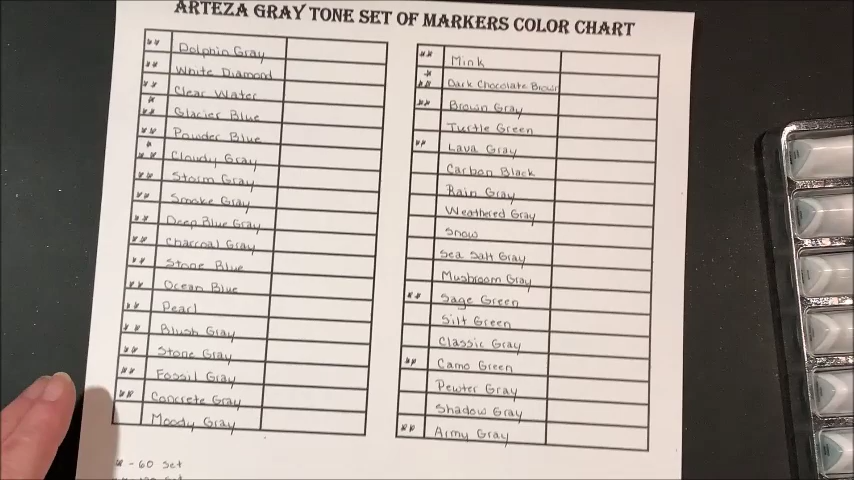 ARTEZA GRAY TONE SET OF MARKERS COLOR CHART
** Dolphin Gray
** White Diamond
** Clear Water
* ** Glacier Blue
** Powder Blue
* ** Cloudy Gray
** Storm Gray
** Smoke Gray
** Deep Blue Gray
** Charcoal Gray
** Stone Blue
** Ocean Blue
** Pearl
** Blush Gray
** Stone Gray
** Fossil Gray
** Concrete Gray
Moody Gray
** Mink
* ** Dark Chocolate Brown
** Brown Gray
Turtle Green
** Lava Gray
Carbon Black
Rain Gray
Weathered Gray
Snow
Sea Salt Gray
Mushroom Gray
** Sage Green
Silt Green
Classic Gray
** Camo Green
Pewter Gray
Shadow Gray
** Army Gray
* - 60 Set